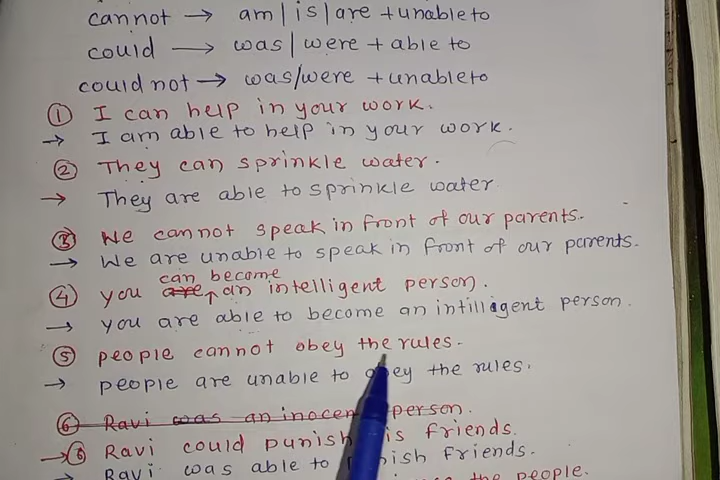 cannot → am|is|are + unable to
could → was|were + able to
could not → was/were + unable to
① I can help in your work.
→ I am able to help in your work.
② They can sprinkle water.
→ They are able to sprinkle water
③ We cannot speak in front of our parents.
→ We are unable to speak in front of our parents.
can become
④ you are ↑ an intelligent person.
→ you are able to become an intilligent person.
⑤ people cannot obey the rules.
→ people are unable to obey the rules.
⑥ Ravi was an inocen person.
→ ⑥ Ravi could punish is friends.
→ Ravi was able to friends.
the people.